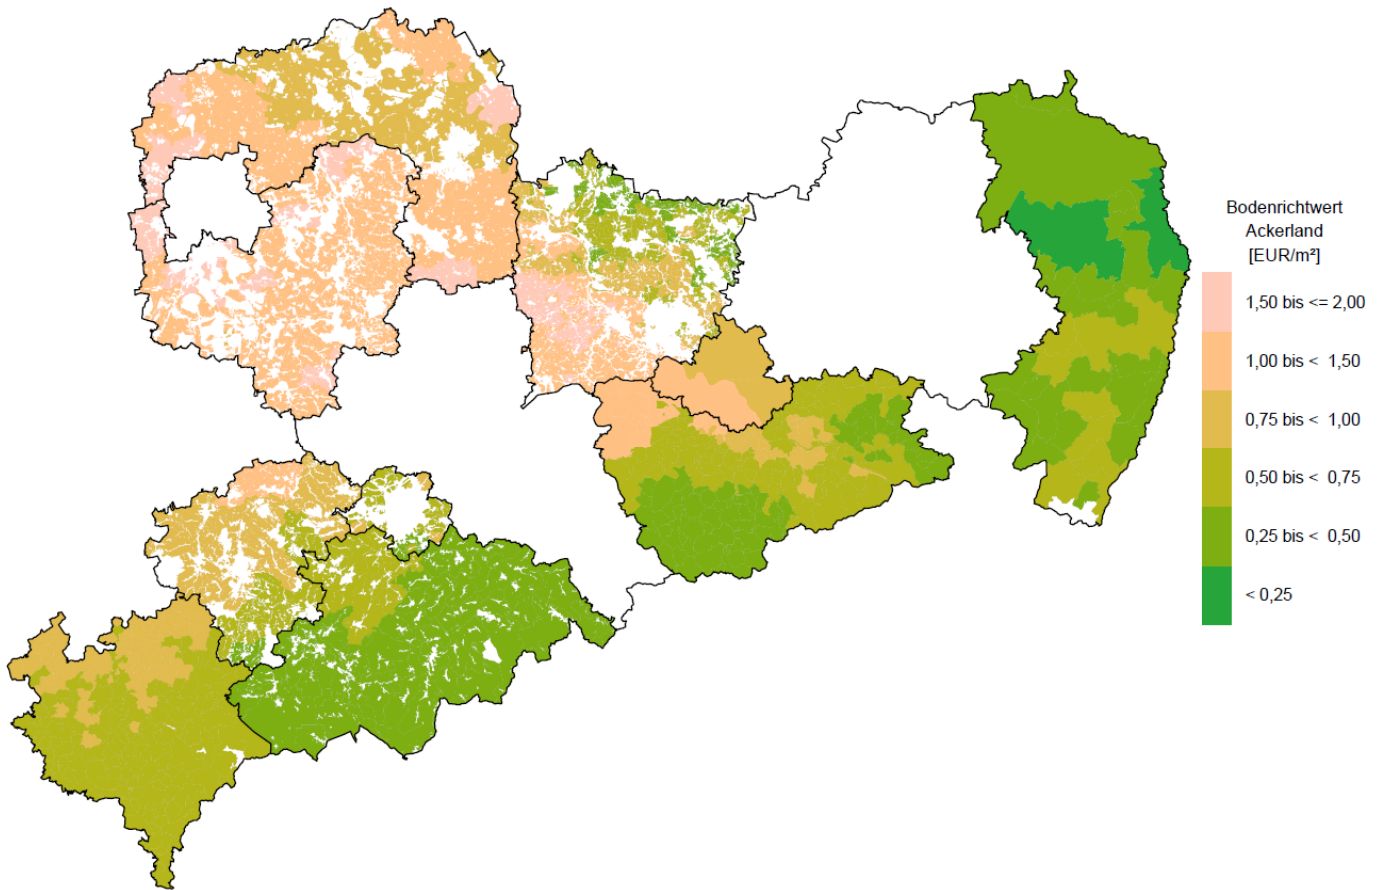 Bodenrichtwert
Ackerland
[EUR/m²]
1,50 bis <= 2,00
1,00 bis < 1,50
0,75 bis < 1,00
0,50 bis < 0,75
0,25 bis < 0,50
< 0,25